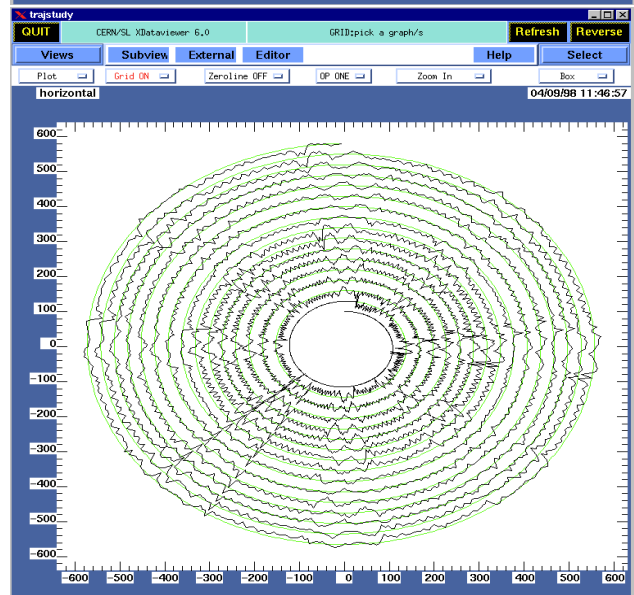 trajstudy
QUIT CERN/SL XDataviewer 6.0 GRID:pick a graph/s Refresh Reverse
Views Subview External Editor Help Select
Plot Grid ON Zeroline OFF OP ONE Zoom In Box
horizontal 04/09/98 11:46:57
600
500
400
300
200
100
0
-100
-200
-300
-400
-500
-600
-600 -500 -400 -300 -200 -100 0 100 200 300 400 500 600